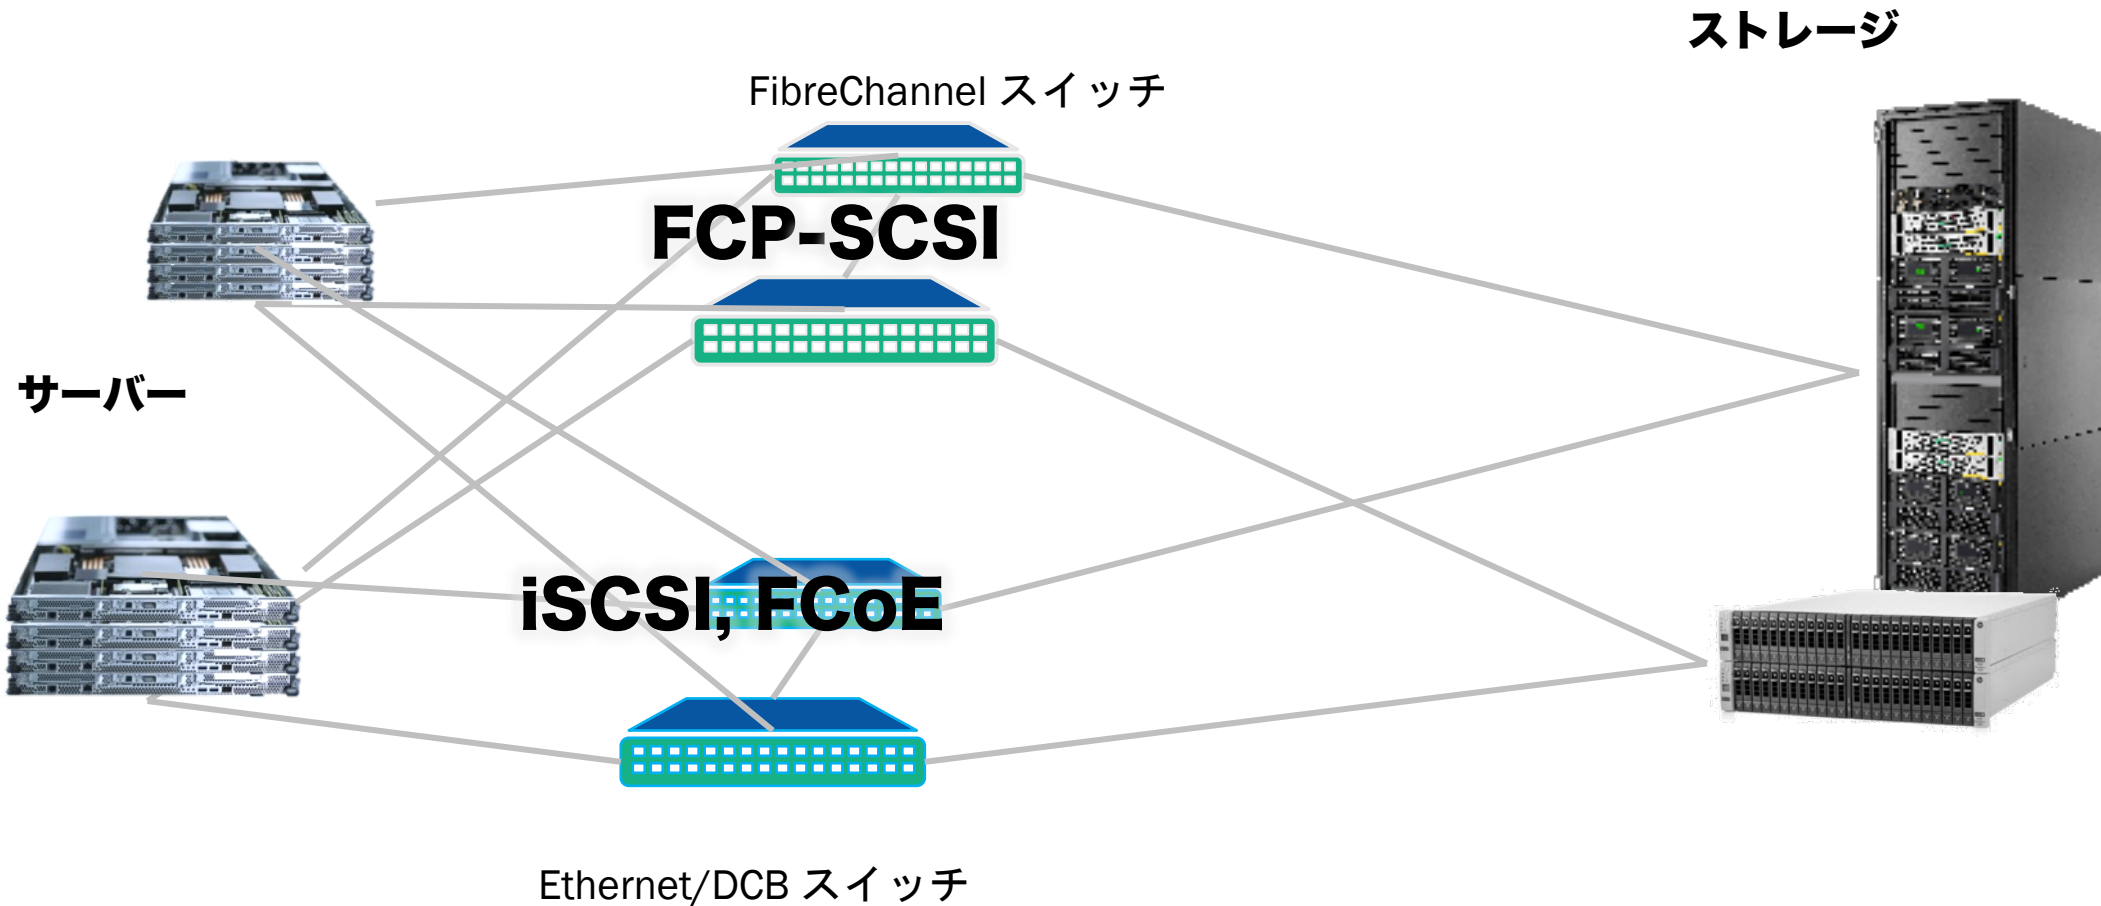 ストレージ
FibreChannel スイッチ
FCP-SCSI
サーバー
iSCSI, FCoE
Ethernet/DCB スイッチ